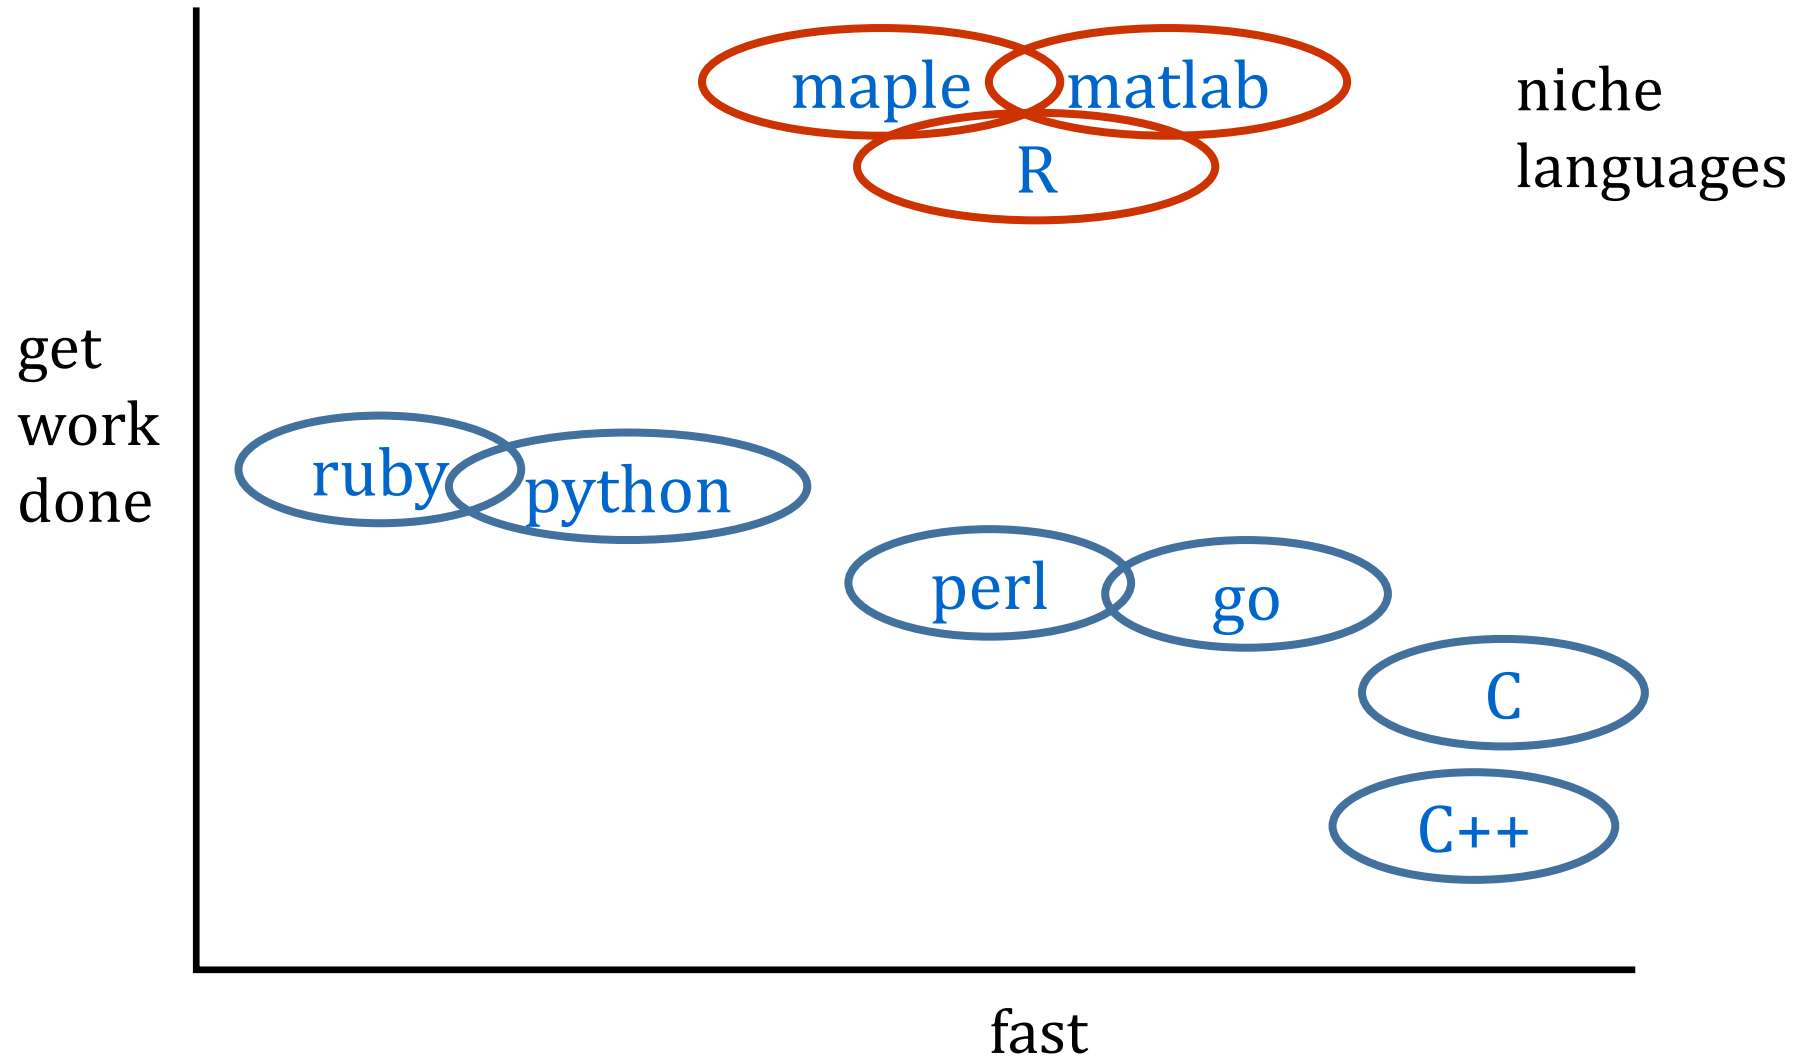 maple
matlab
R
niche
languages
get
work
done
ruby
python
perl
go
C
C++
fast